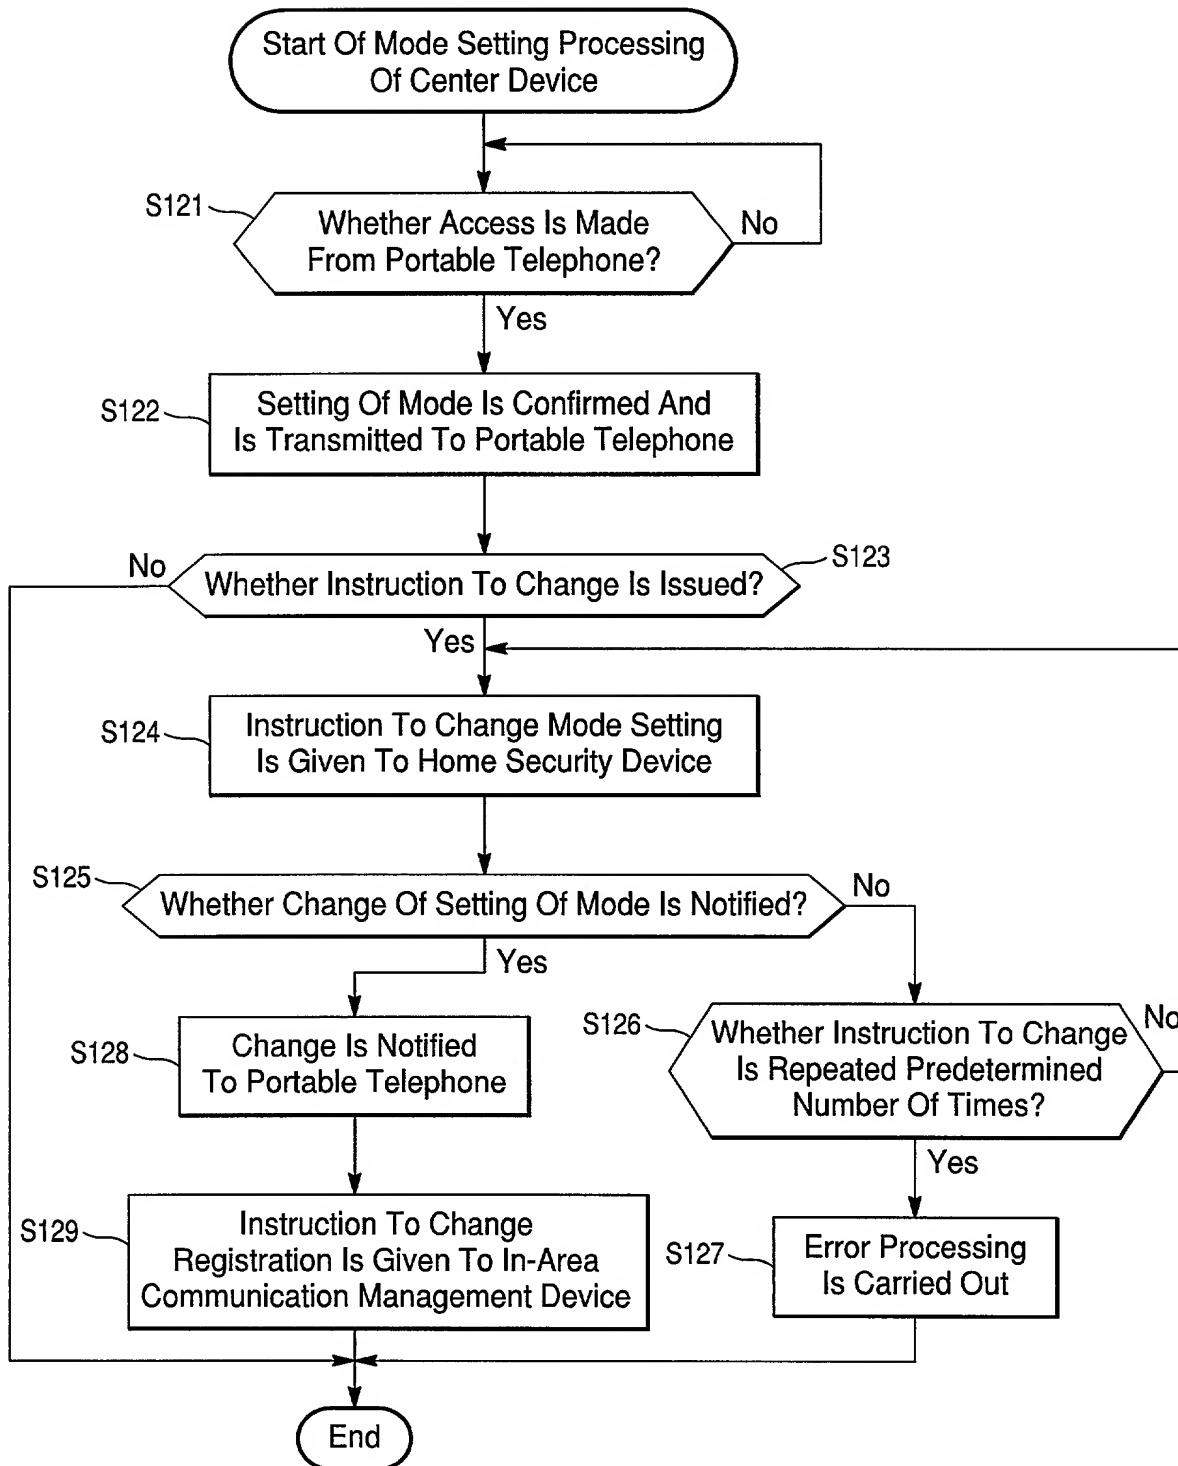 Start Of Mode Setting Processing
Of Center Device
S121
Whether Access Is Made
From Portable Telephone?
No
Yes
S122
Setting Of Mode Is Confirmed And
Is Transmitted To Portable Telephone
No
Whether Instruction To Change Is Issued?
S123
Yes
S124
Instruction To Change Mode Setting
Is Given To Home Security Device
S125
Whether Change Of Setting Of Mode Is Notified?
No
Yes
S128
Change Is Notified
To Portable Telephone
S126
Whether Instruction To Change
Is Repeated Predetermined
Number Of Times?
No
Yes
S129
Instruction To Change
Registration Is Given To In-Area
Communication Management Device
S127
Error Processing
Is Carried Out
End